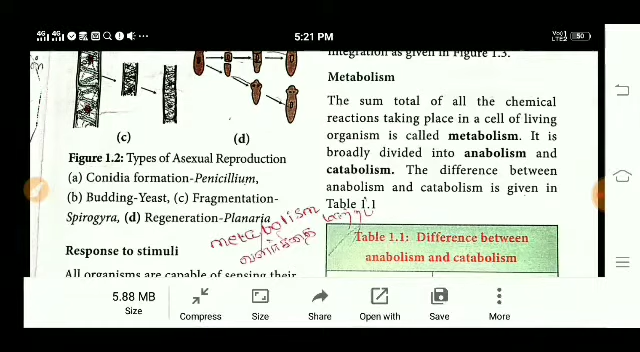 5:21 PM
50
integration as given in Figure 1.3.
(c)
(d)
Figure 1.2: Types of Asexual Reproduction
(a) Conidia formation-Penicillium,
(b) Budding-Yeast, (c) Fragmentation-
Spirogyra, (d) Regeneration-Planaria
Response to stimuli
All organisms are capable of sensing their
metabolism
Metabolism
The sum total of all the chemical
reactions taking place in a cell of living
organism is called metabolism. It is
broadly divided into anabolism and
catabolism. The difference between
anabolism and catabolism is given in
Table 1.1
Table 1.1: Difference between
anabolism and catabolism
5.88 MB
Size
Compress
Size
Share
Open with
Save
More